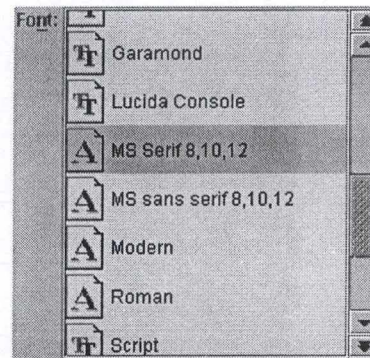 Font:
Garamond
Lucida Console
MS Serif 8,10,12
MS sans serif 8,10,12
Modern
Roman
Script